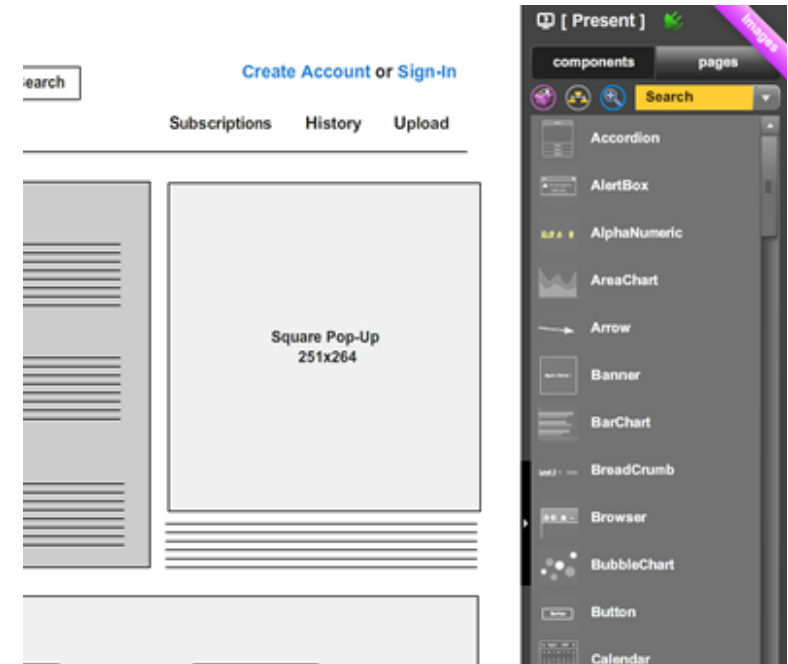 [ Present ]
Images
components
pages
earch
Create Account or Sign-In
Search
Subscriptions
History
Upload
Square Pop-Up
251x264
Accordion
AlertBox
AlphaNumeric
AreaChart
Arrow
Banner
BarChart
BreadCrumb
Browser
BubbleChart
Button
Calendar